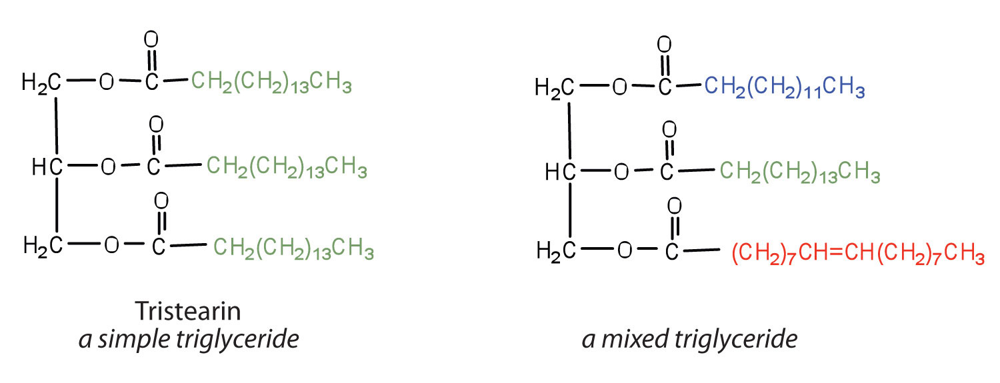 O
H₂C—O—C—CH₂(CH₂)₁₃CH₃
O
HC—O—C—CH₂(CH₂)₁₃CH₃
O
H₂C—O—C—CH₂(CH₂)₁₃CH₃
Tristearin
a simple triglyceride
O
H₂C—O—C—CH₂(CH₂)₁₁CH₃
O
HC—O—C—CH₂(CH₂)₁₃CH₃
O
H₂C—O—C—(CH₂)₇CH=CH(CH₂)₇CH₃
a mixed triglyceride